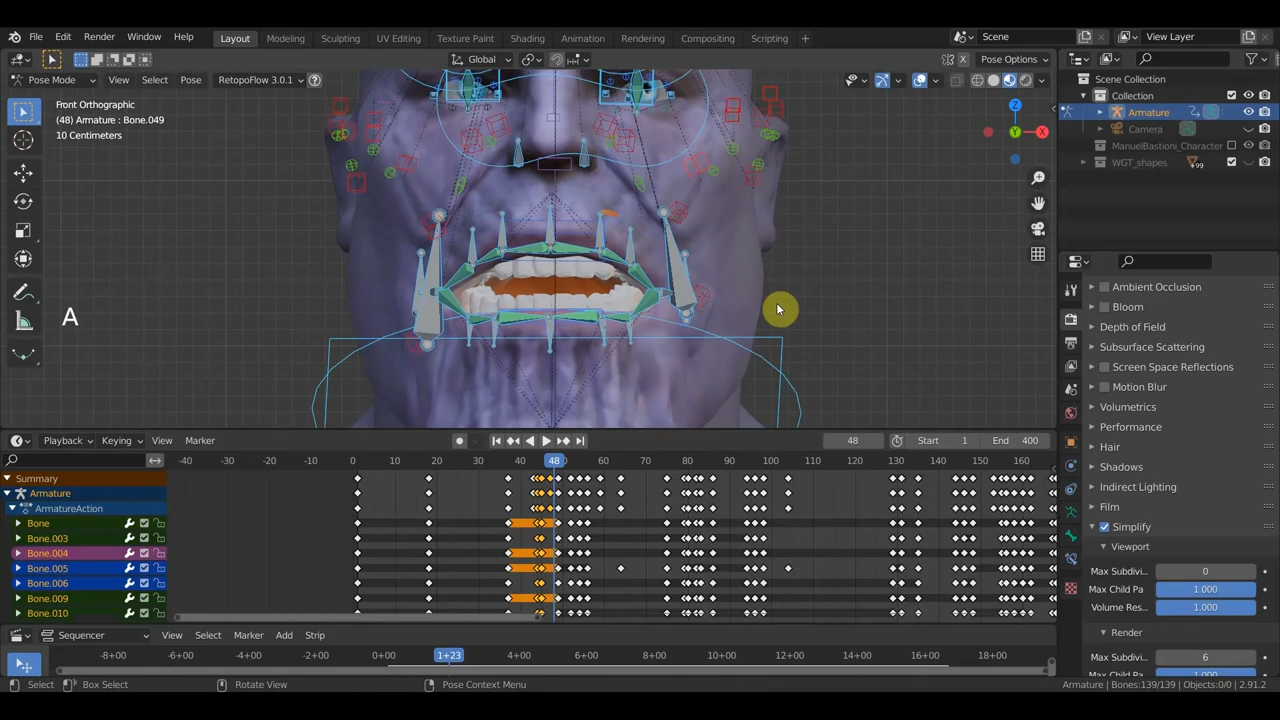 File Edit Render Window Help Layout Modeling Sculpting UV Editing Texture Paint Shading Animation Rendering Compositing Scripting + Scene View Layer
Global Pose Options
Pose Mode View Select Pose RetopoFlow 3.0.1
Scene Collection
Collection
Armature
Camera
ManuelBastioni_Character
WGT_shapes
+99
Front Orthographic
(48) Armature : Bone.049
10 Centimeters
Z
Y
X
A
Ambient Occlusion
Bloom
Depth of Field
Subsurface Scattering
Screen Space Reflections
Motion Blur
Volumetrics
Performance
Hair
Shadows
Indirect Lighting
Film
Simplify
Viewport
Max Subdivi 0
Max Child Pa 1.000
Volume Res... 1.000
Render
Max Subdivi 6
Max Child Pa 1.000
Playback Keying View Marker 48 Start 1 End 400
-40 -30 -20 -10 0 10 20 30 40 48 60 70 80 90 100 110 120 130 140 150 160
Summary
Armature
ArmatureAction
Bone
Bone.003
Bone.004
Bone.005
Bone.006
Bone.009
Bone.010
Sequencer View Select Marker Add Strip
-8+00 -6+00 -4+00 -2+00 0+00 1+23 4+00 6+00 8+00 10+00 12+00 14+00 16+00 18+00
Select Box Select Rotate View Pose Context Menu Armature | Bones:139/139 | Objects:0/0 | 2.91.2